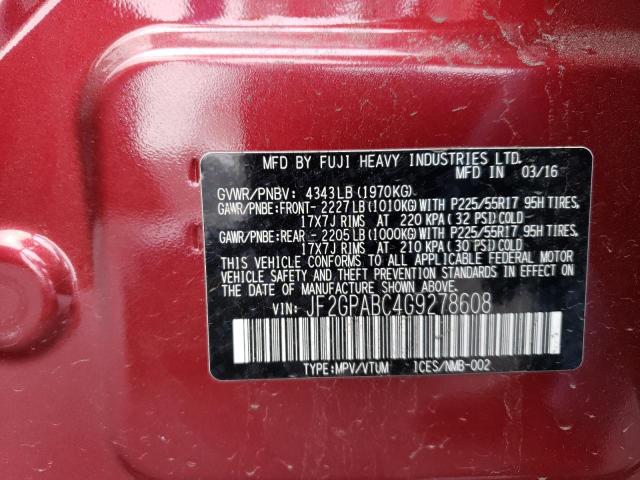 MFD BY FUJI HEAVY INDUSTRIES LTD.
MFD IN 03/16
GVWR/PNBV: 4343LB(1970KG)
GAWR/PNBE:FRONT- 2227LB(1010KG)WITH P225/55R17 95H TIRES,
17X7J RIMS AT 220 KPA(32 PSI)COLD
GAWR/PNBE:REAR - 2205LB(1000KG)WITH P225/55R17 95H TIRES,
17X7J RIMS AT 210 KPA(30 PSI)COLD
THIS VEHICLE CONFORMS TO ALL APPLICABLE FEDERAL MOTOR
VEHICLE SAFETY AND THEFT PREVENTION STANDARDS IN EFFECT
ON THE DATE OF MANUFACTURE SHOWN ABOVE.
VIN: JF2GPABC4G9278608
TYPE:MPV/VTUM ICES/NMB-002